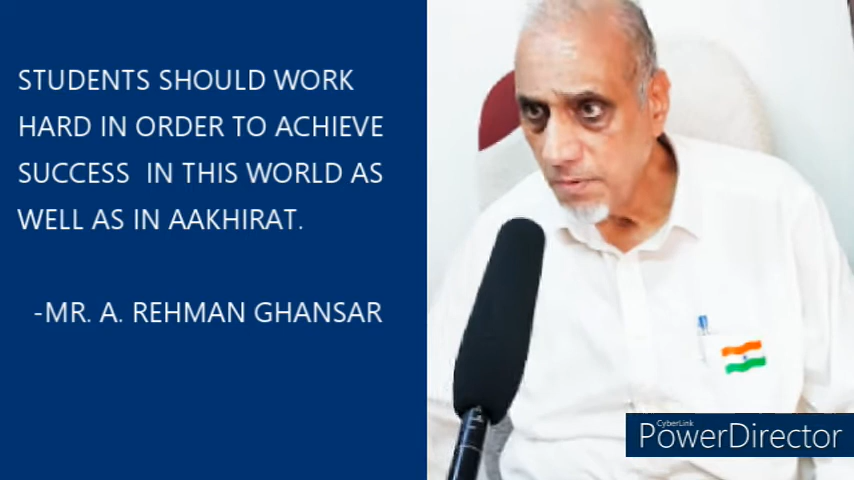 STUDENTS SHOULD WORK
HARD IN ORDER TO ACHIEVE
SUCCESS IN THIS WORLD AS
WELL AS IN AAKHIRAT.
-MR. A. REHMAN GHANSAR
CyberLink
PowerDirector